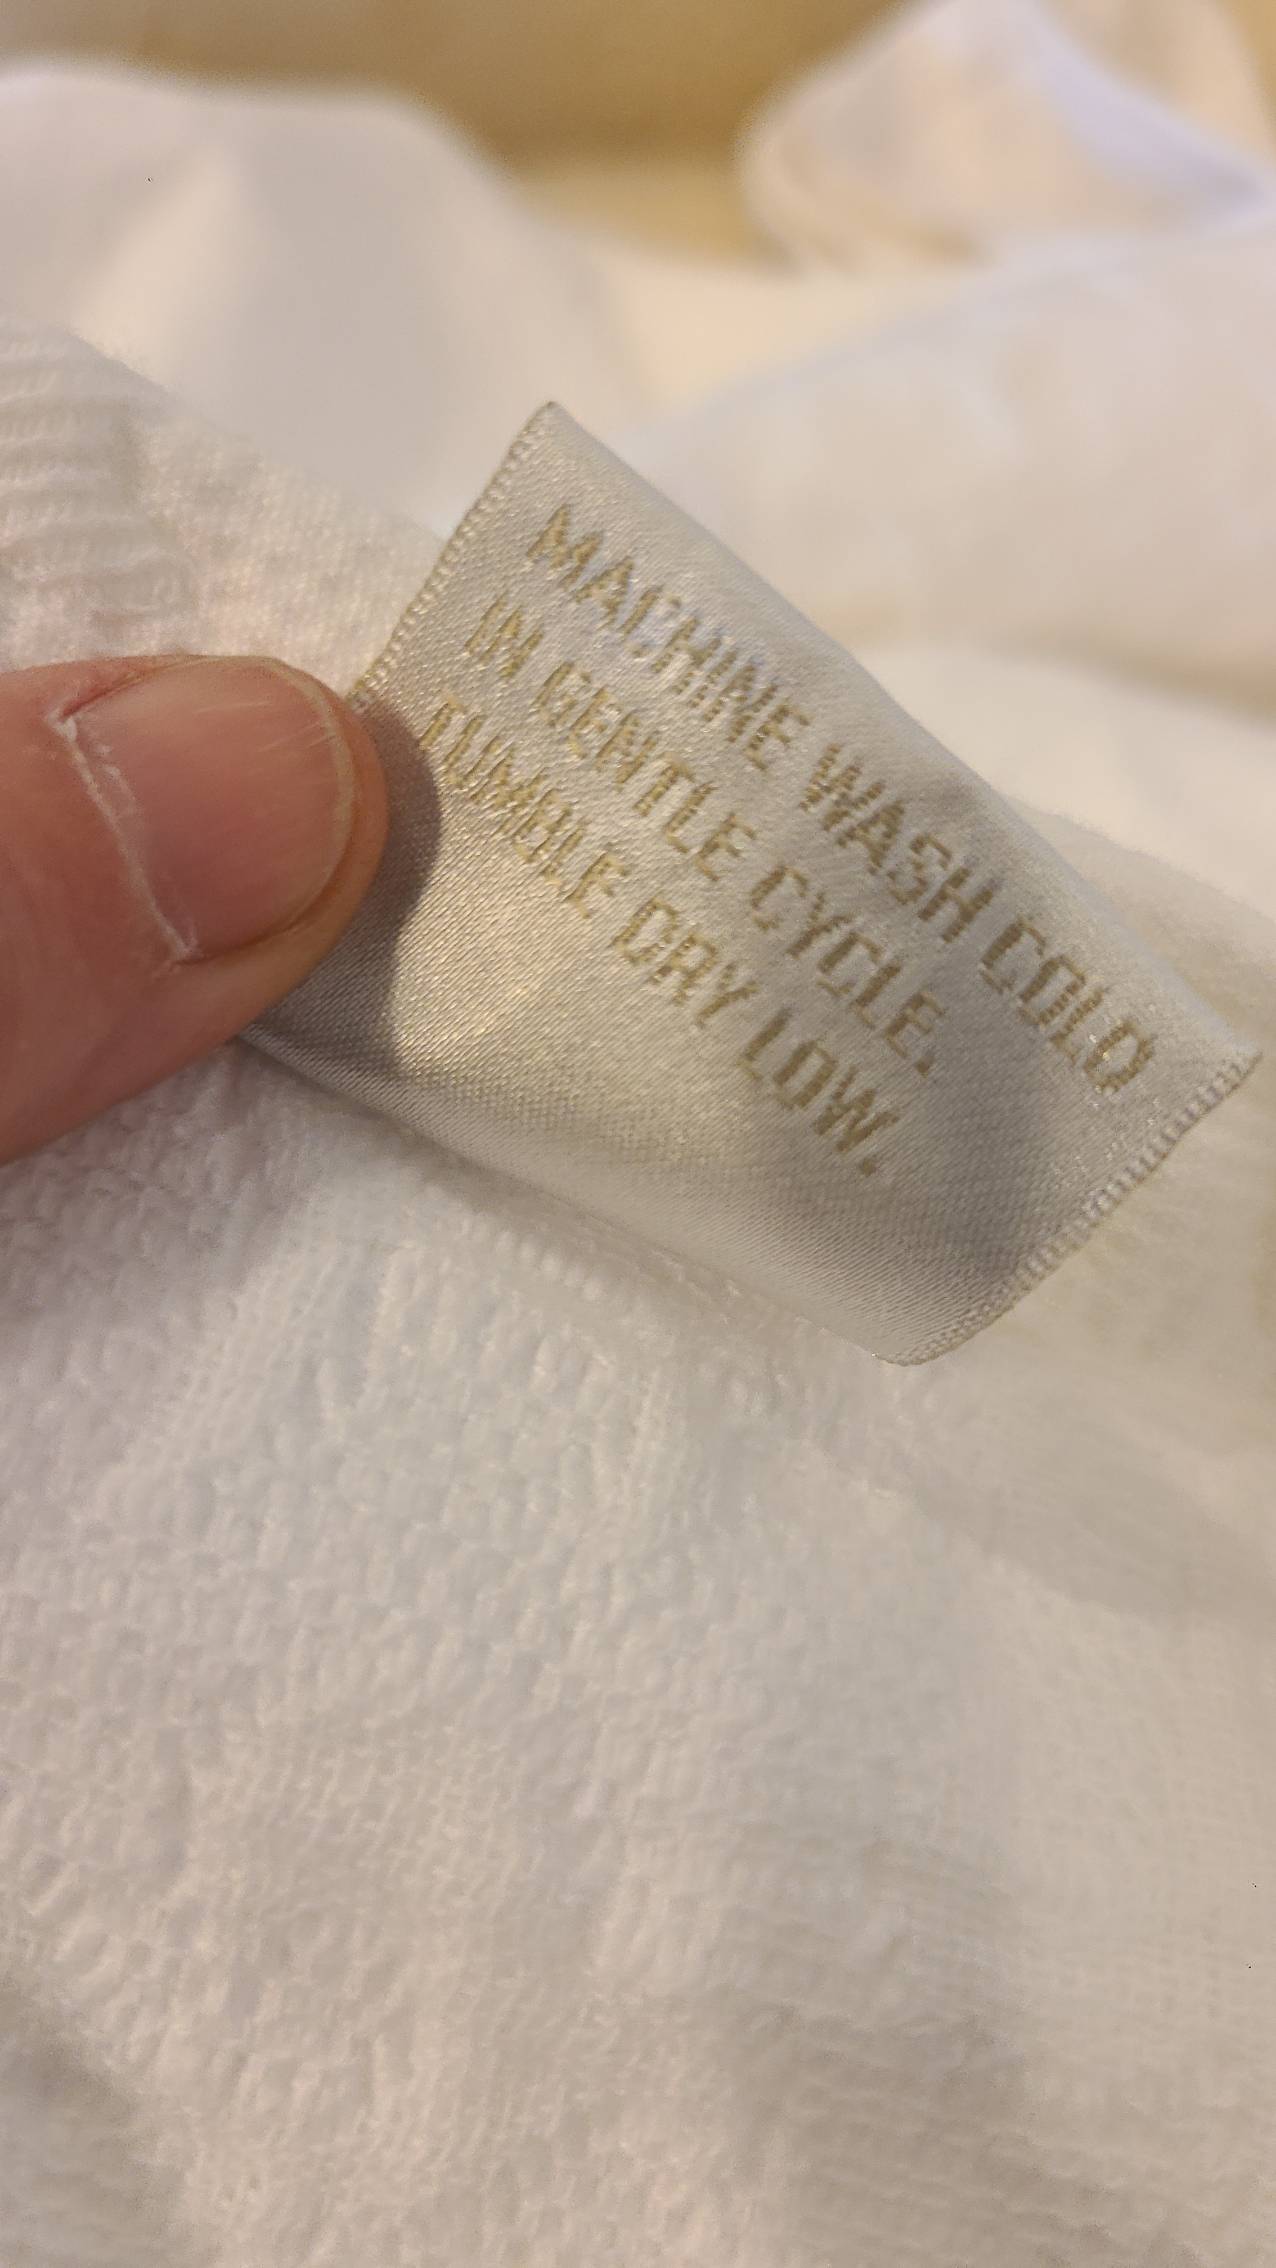 MACHINE WASH COLD
IN GENTLE CYCLE.
TUMBLE DRY LOW.